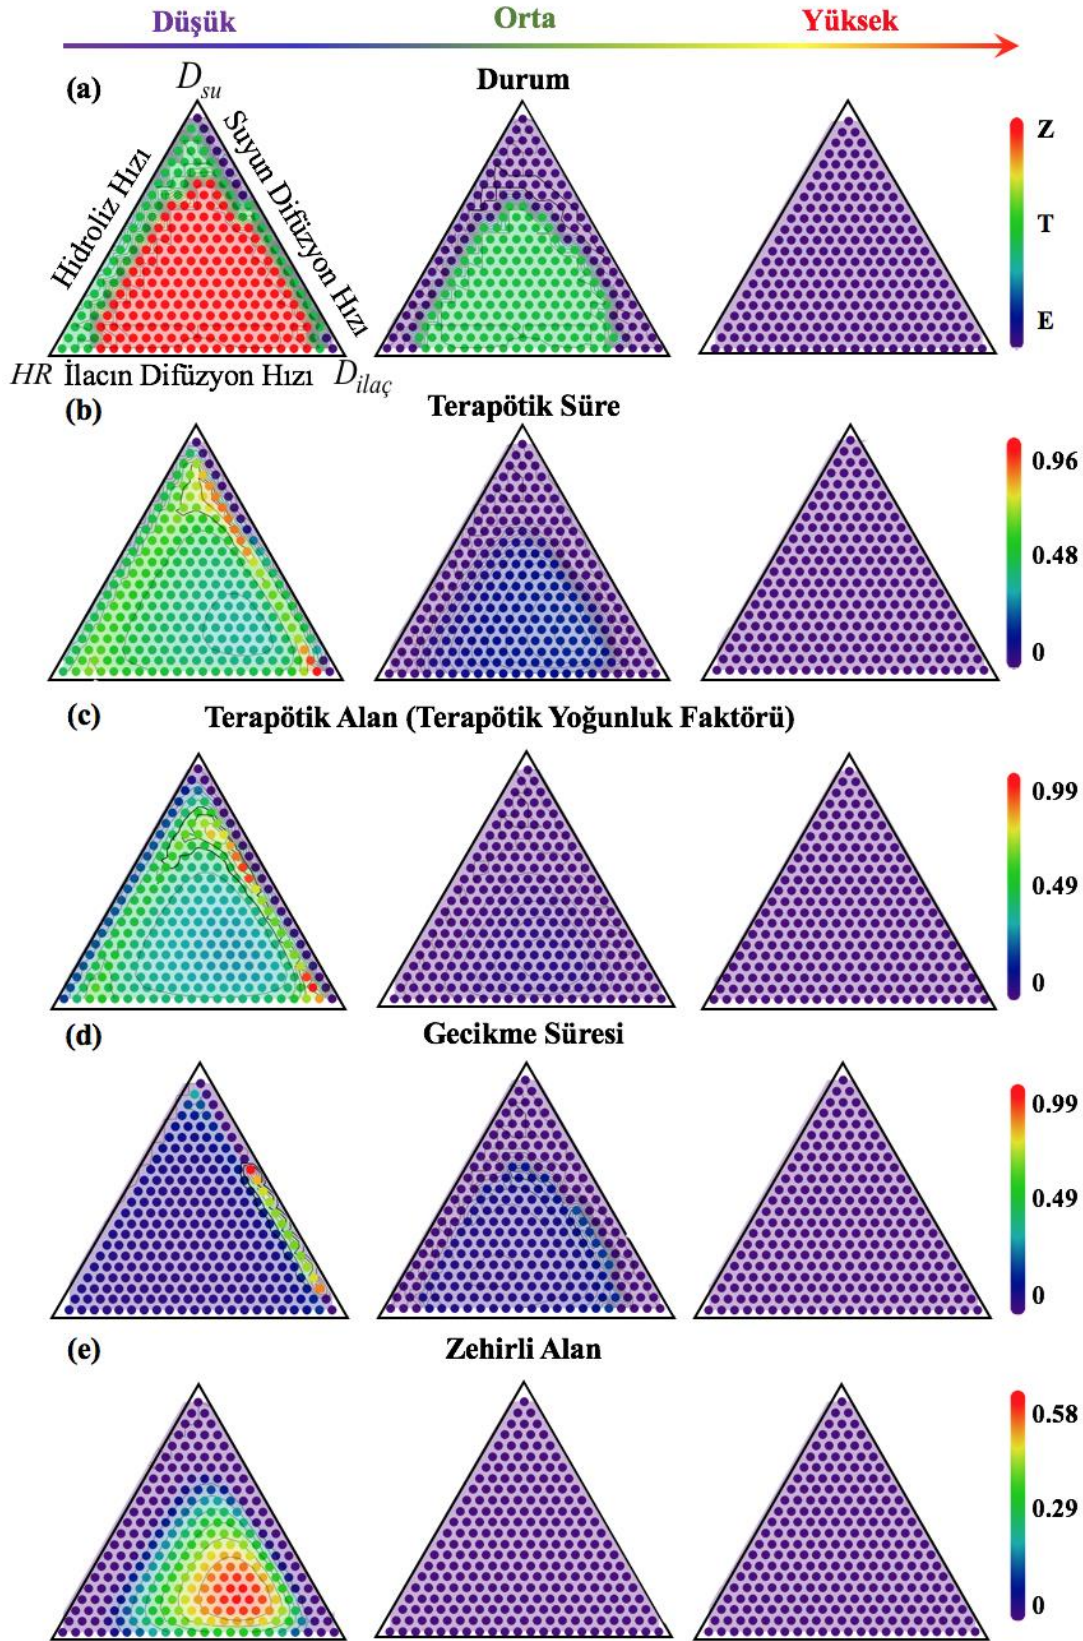 Düşük Orta Yüksek
(a) Durum
D_su
Hidroliz Hızı
Suyun Difüzyon Hızı
HR İlacın Difüzyon Hızı D_ilaç
Z
T
E
(b) Terapötik Süre
0.96
0.48
0
(c) Terapötik Alan (Terapötik Yoğunluk Faktörü)
0.99
0.49
0
(d) Gecikme Süresi
0.99
0.49
0
(e) Zehirli Alan
0.58
0.29
0